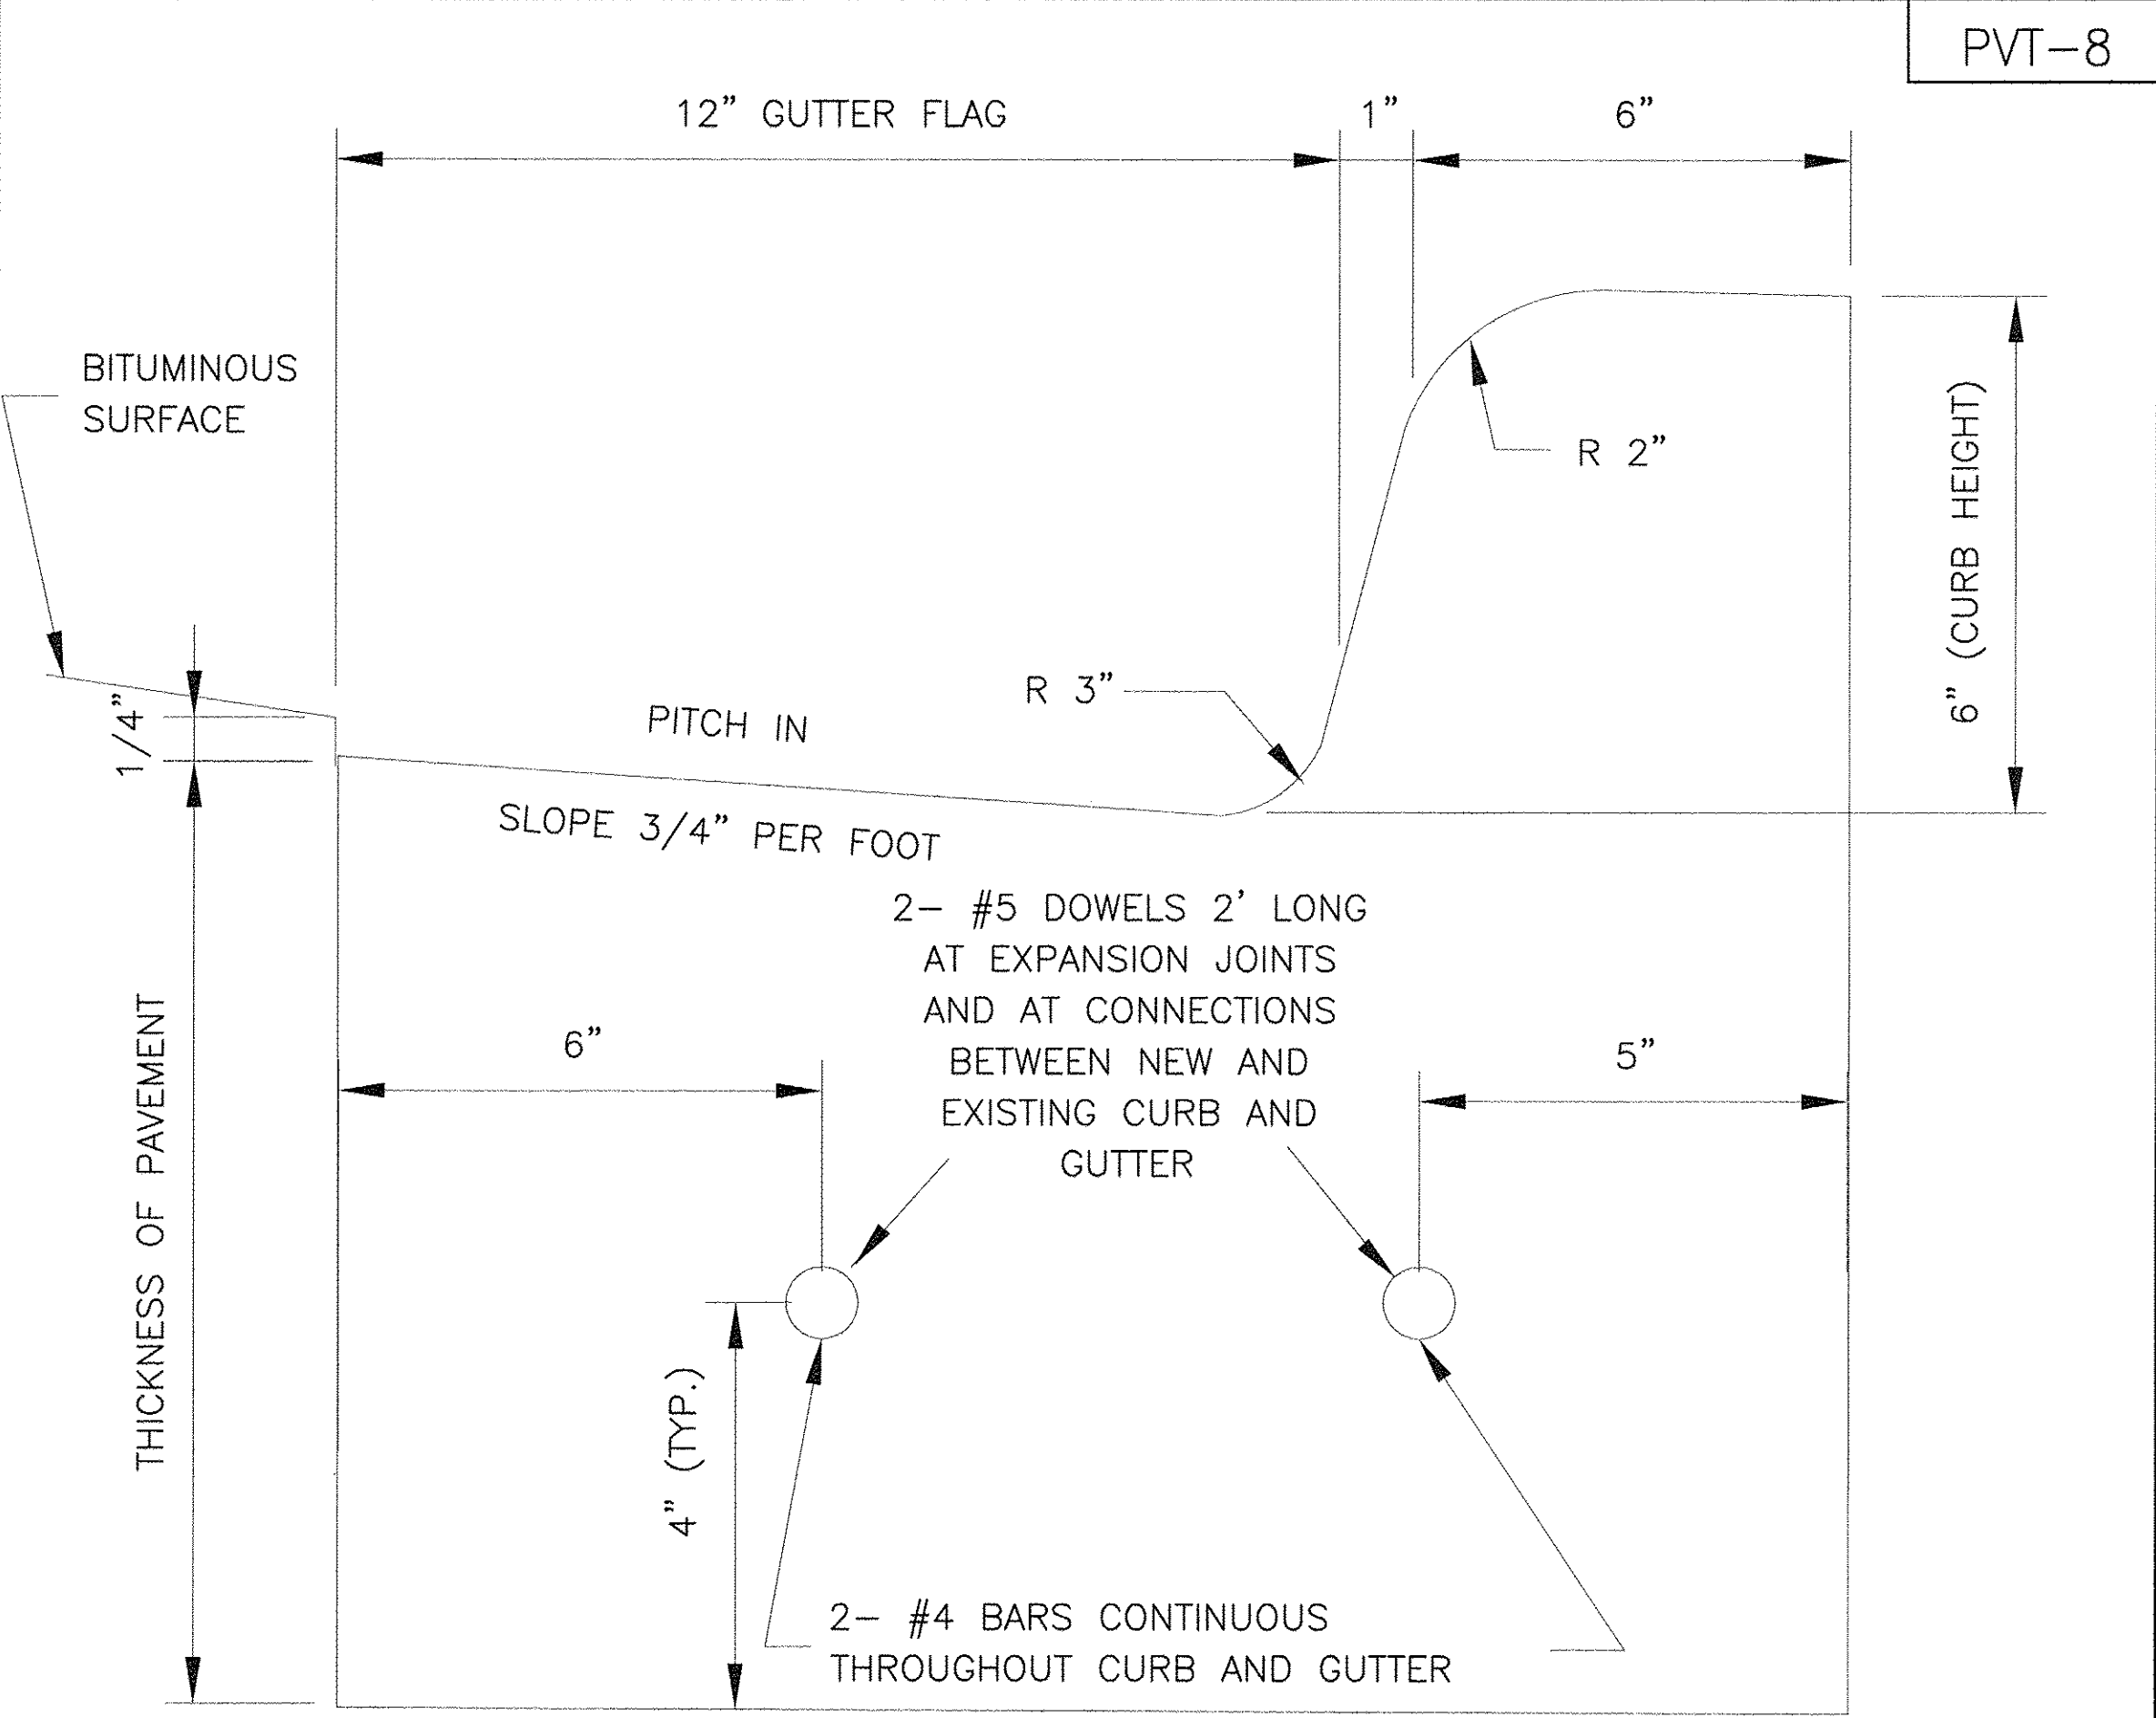 PVT-8
12" GUTTER FLAG
1"
6"
BITUMINOUS
SURFACE
R 2"
6" (CURB HEIGHT)
R 3"
1/4"
PITCH IN
SLOPE 3/4" PER FOOT
2- #5 DOWELS 2' LONG
AT EXPANSION JOINTS
AND AT CONNECTIONS
BETWEEN NEW AND
EXISTING CURB AND
GUTTER
6"
5"
THICKNESS OF PAVEMENT
4" (TYP.)
2- #4 BARS CONTINUOUS
THROUGHOUT CURB AND GUTTER